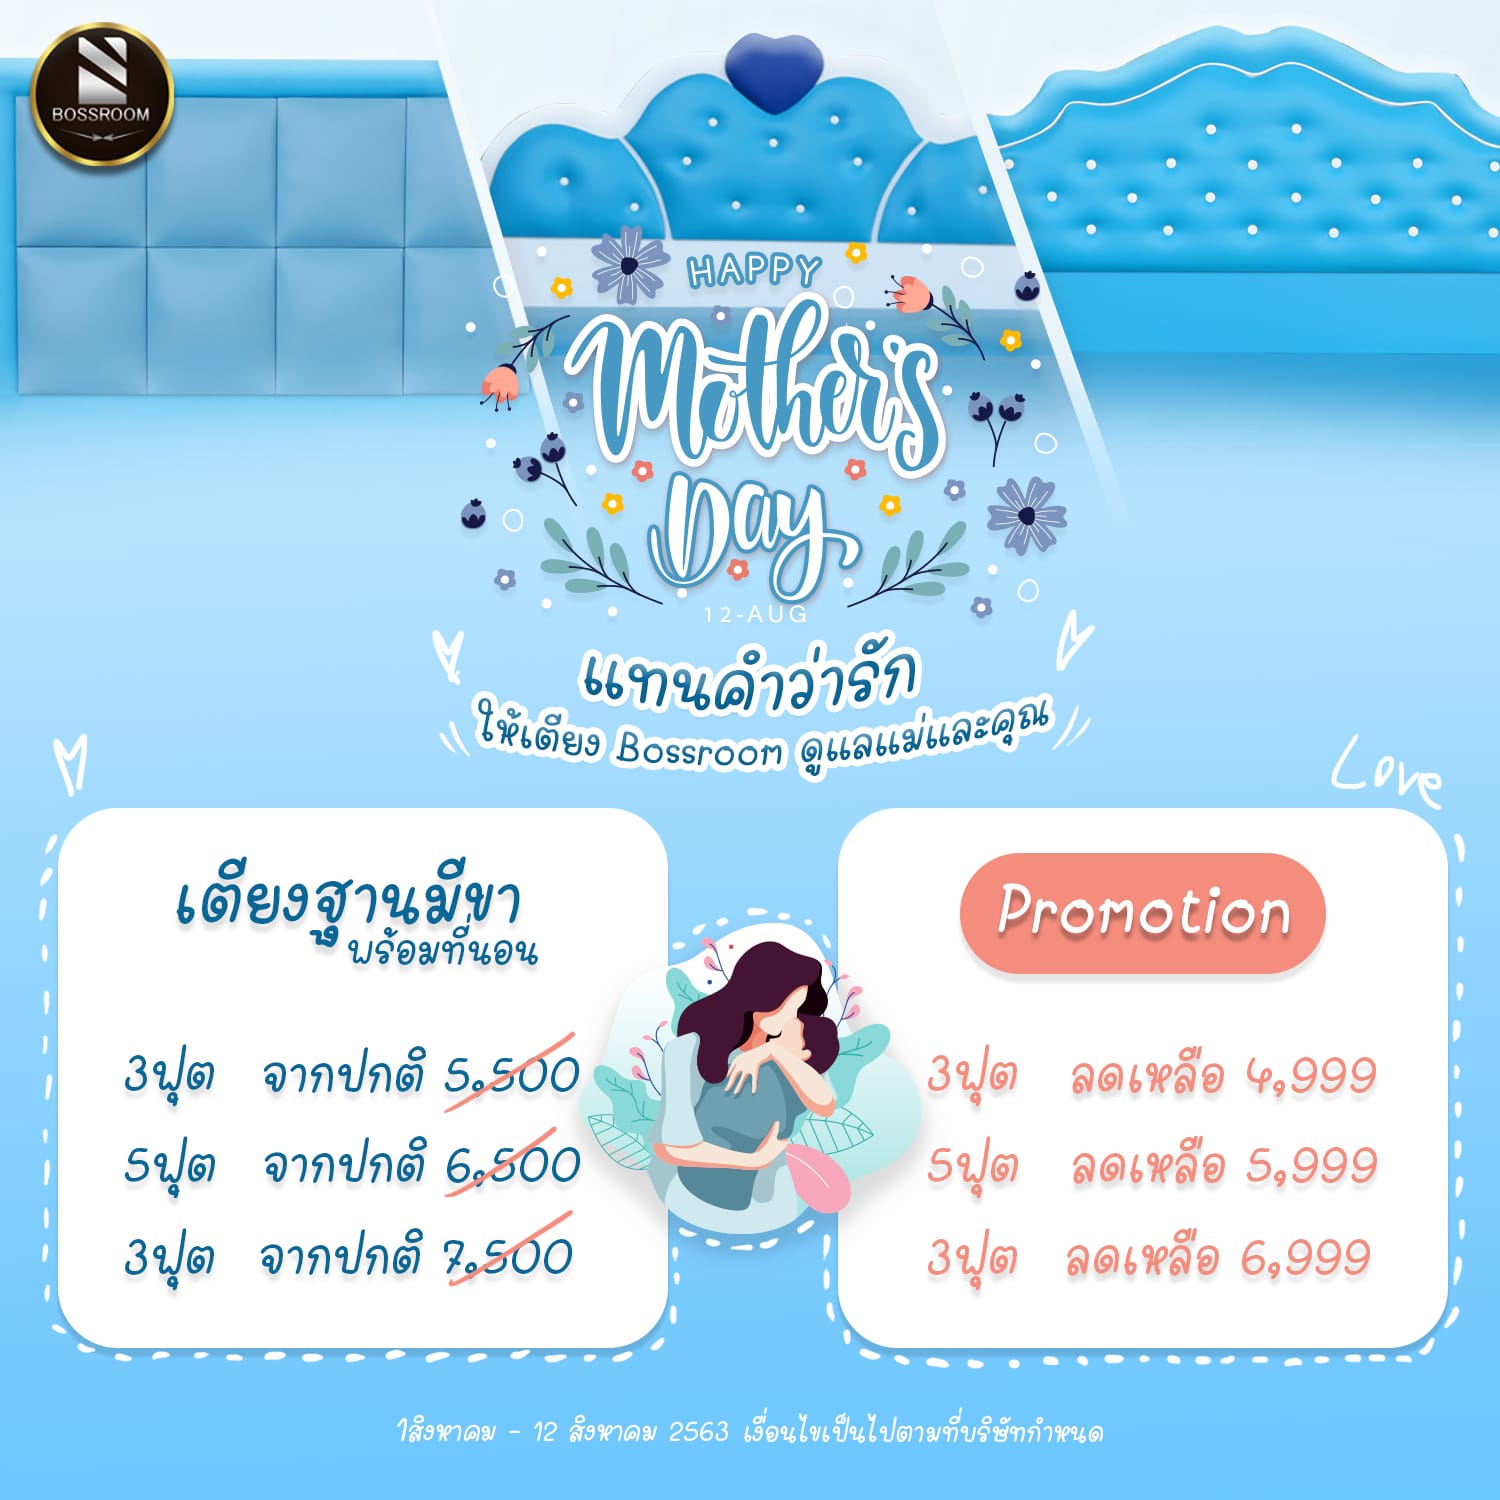 BOSSROOM
HAPPY
Mother's
Day
12-AUG
แทนคำว่ารัก
ให้เตียง Bossroom ดูแลแม่และคุณ
Love
เตียงฐานมีขา
พร้อมที่นอน
3ฟุต จากปกติ 5,500
5ฟุต จากปกติ 6,500
3ฟุต จากปกติ 7,500
Promotion
3ฟุต ลดเหลือ 4,999
5ฟุต ลดเหลือ 5,999
3ฟุต ลดเหลือ 6,999
1สิงหาคม - 12 สิงหาคม 2563 เงื่อนไขเป็นไปตามที่บริษัทกำหนด